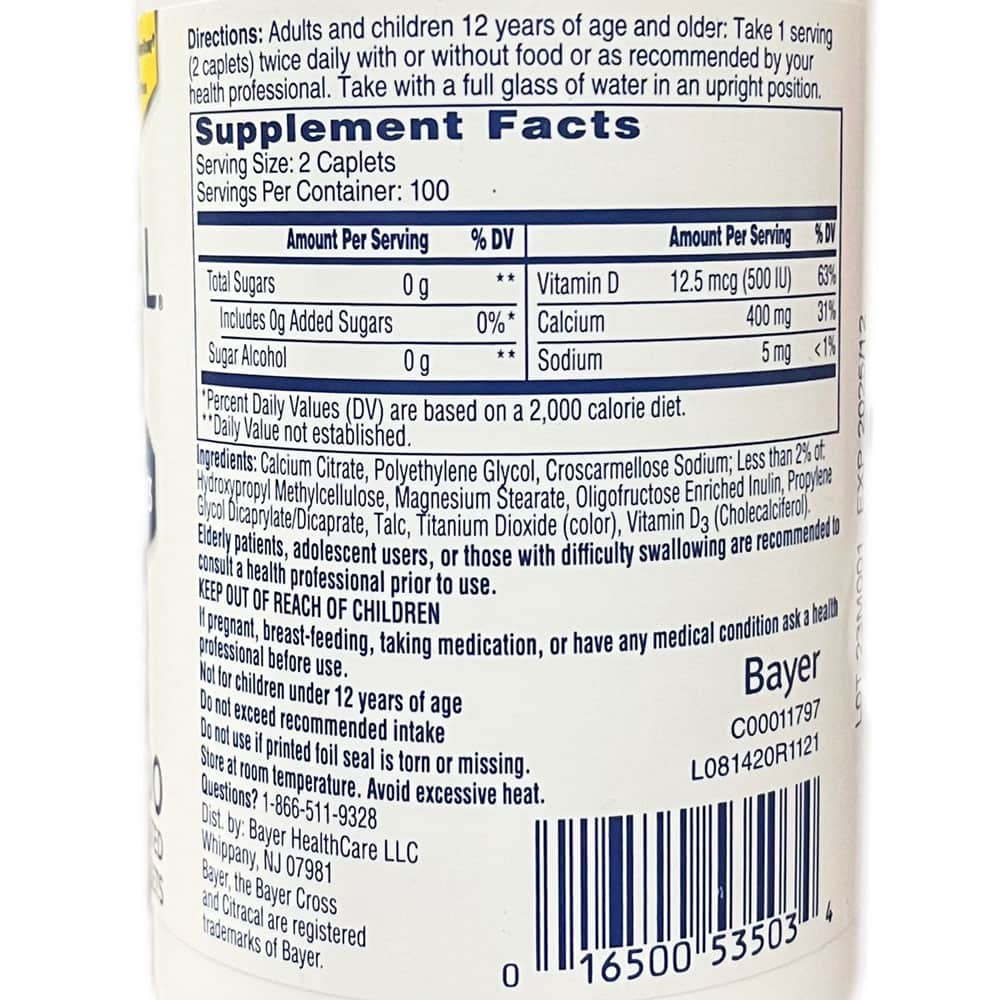 Directions: Adults and children 12 years of age and older: Take 1 serving
(2 caplets) twice daily with or without food or as recommended by your
health professional. Take with a full glass of water in an upright position.
Supplement Facts
Serving Size: 2 Caplets
Servings Per Container: 100
Amount Per Serving % DV
Total Sugars 0 g **
Includes 0g Added Sugars 0%*
Sugar Alcohol 0 g **
Amount Per Serving % DV
Vitamin D 12.5 mcg (500 IU) 63%
Calcium 400 mg 31%
Sodium 5 mg <1%
*Percent Daily Values (DV) are based on a 2,000 calorie diet.
**Daily Value not established.
Ingredients: Calcium Citrate, Polyethylene Glycol, Croscarmellose Sodium; Less than 2% of:
Hydroxypropyl Methylcellulose, Magnesium Stearate, Oligofructose Enriched Inulin, Propylene
Glycol Dicaprylate/Dicaprate, Talc, Titanium Dioxide (color), Vitamin D3 (Cholecalciferol).
Elderly patients, adolescent users, or those with difficulty swallowing are recommended to
consult a health professional prior to use.
KEEP OUT OF REACH OF CHILDREN
If pregnant, breast-feeding, taking medication, or have any medical condition ask a health
professional before use.
Not for children under 12 years of age
Do not exceed recommended intake
Do not use if printed foil seal is torn or missing.
Store at room temperature. Avoid excessive heat.
Questions? 1-866-511-9328
Dist. by: Bayer HealthCare LLC
Whippany, NJ 07981
Bayer, the Bayer Cross
and Citracal are registered
trademarks of Bayer.
Bayer
C00011797
L081420R1121
0 16500 53503 4
LOT 23M001 EXP 2025/12